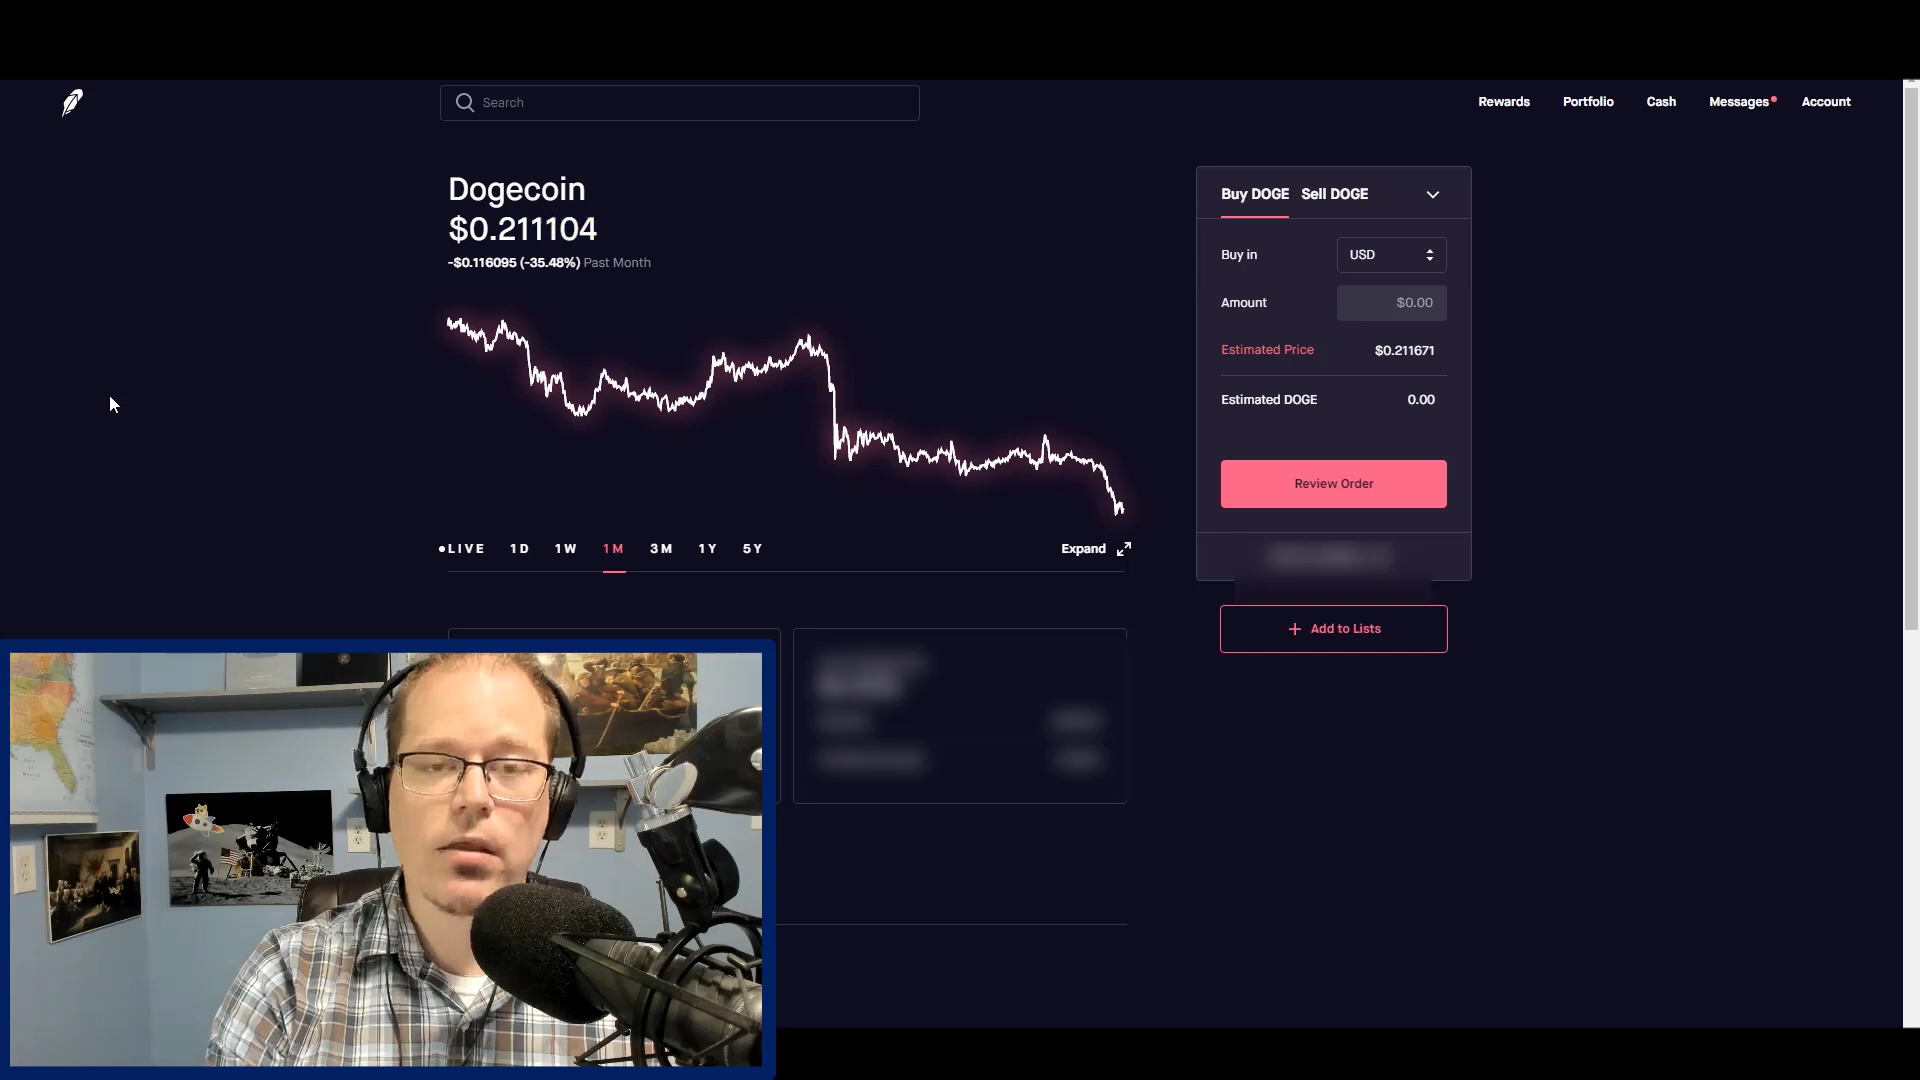 Search
Rewards Portfolio Cash Messages Account
Dogecoin
$0.211104
-$0.116095 (-35.48%) Past Month
LIVE 1D 1W 1M 3M 1Y 5Y
Expand
Buy DOGE Sell DOGE
Buy in USD
Amount $0.00
Estimated Price $0.211671
Estimated DOGE 0.00
Review Order
+ Add to Lists